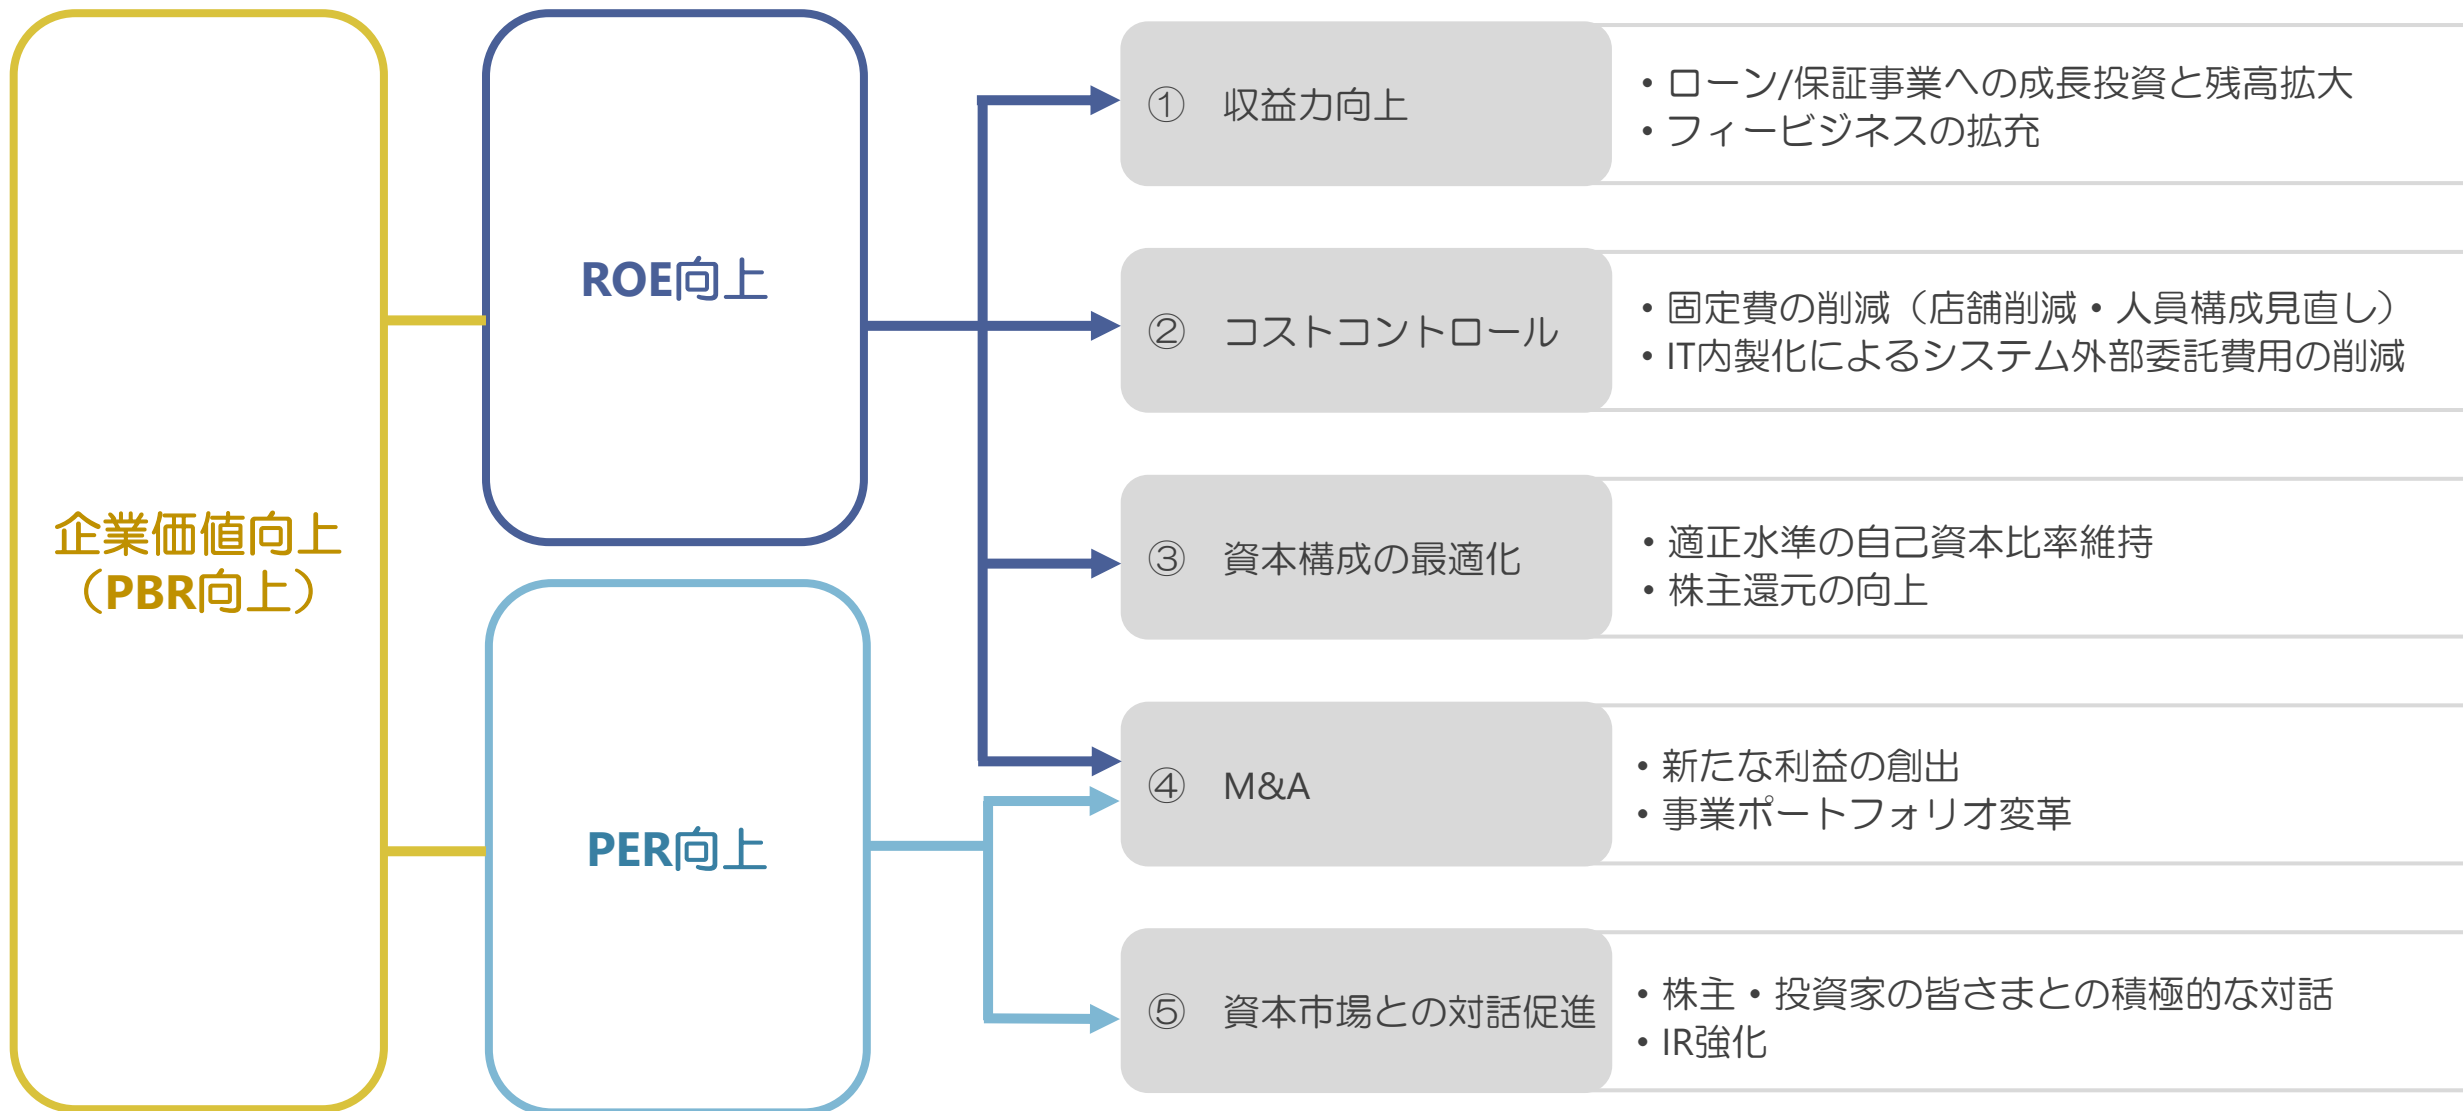 企業価値向上
（PBR向上）
ROE向上
PER向上
① 収益力向上
・ローン/保証事業への成長投資と残高拡大
・フィービジネスの拡充
② コストコントロール
・固定費の削減（店舗削減・人員構成見直し）
・IT内製化によるシステム外部委託費用の削減
③ 資本構成の最適化
・適正水準の自己資本比率維持
・株主還元の向上
④ M&A
・新たな利益の創出
・事業ポートフォリオ変革
⑤ 資本市場との対話促進
・株主・投資家の皆さまとの積極的な対話
・IR強化